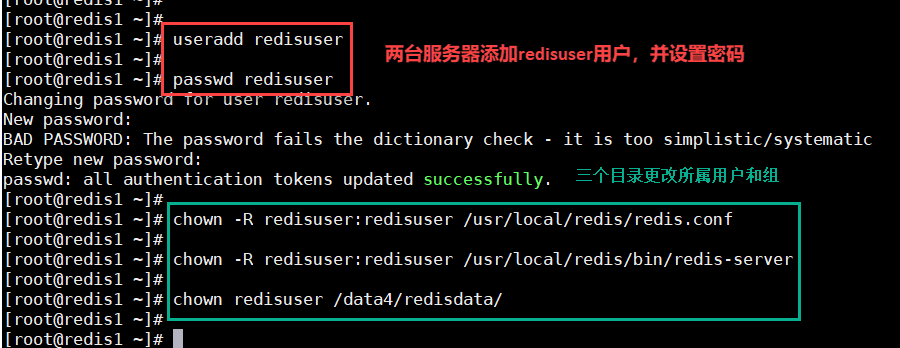 [root@redis1 ~]#
[root@redis1 ~]#
[root@redis1 ~]# useradd redisuser
[root@redis1 ~]#
两台服务器添加redisuser用户，并设置密码
[root@redis1 ~]# passwd redisuser
Changing password for user redisuser.
New password:
BAD PASSWORD: The password fails the dictionary check - it is too simplistic/systematic
Retype new password:
passwd: all authentication tokens updated successfully.
三个目录更改所属用户和组
[root@redis1 ~]#
[root@redis1 ~]# chown -R redisuser:redisuser /usr/local/redis/redis.conf
[root@redis1 ~]#
[root@redis1 ~]# chown -R redisuser:redisuser /usr/local/redis/bin/redis-server
[root@redis1 ~]#
[root@redis1 ~]# chown redisuser /data4/redisdata/
[root@redis1 ~]#
[root@redis1 ~]#